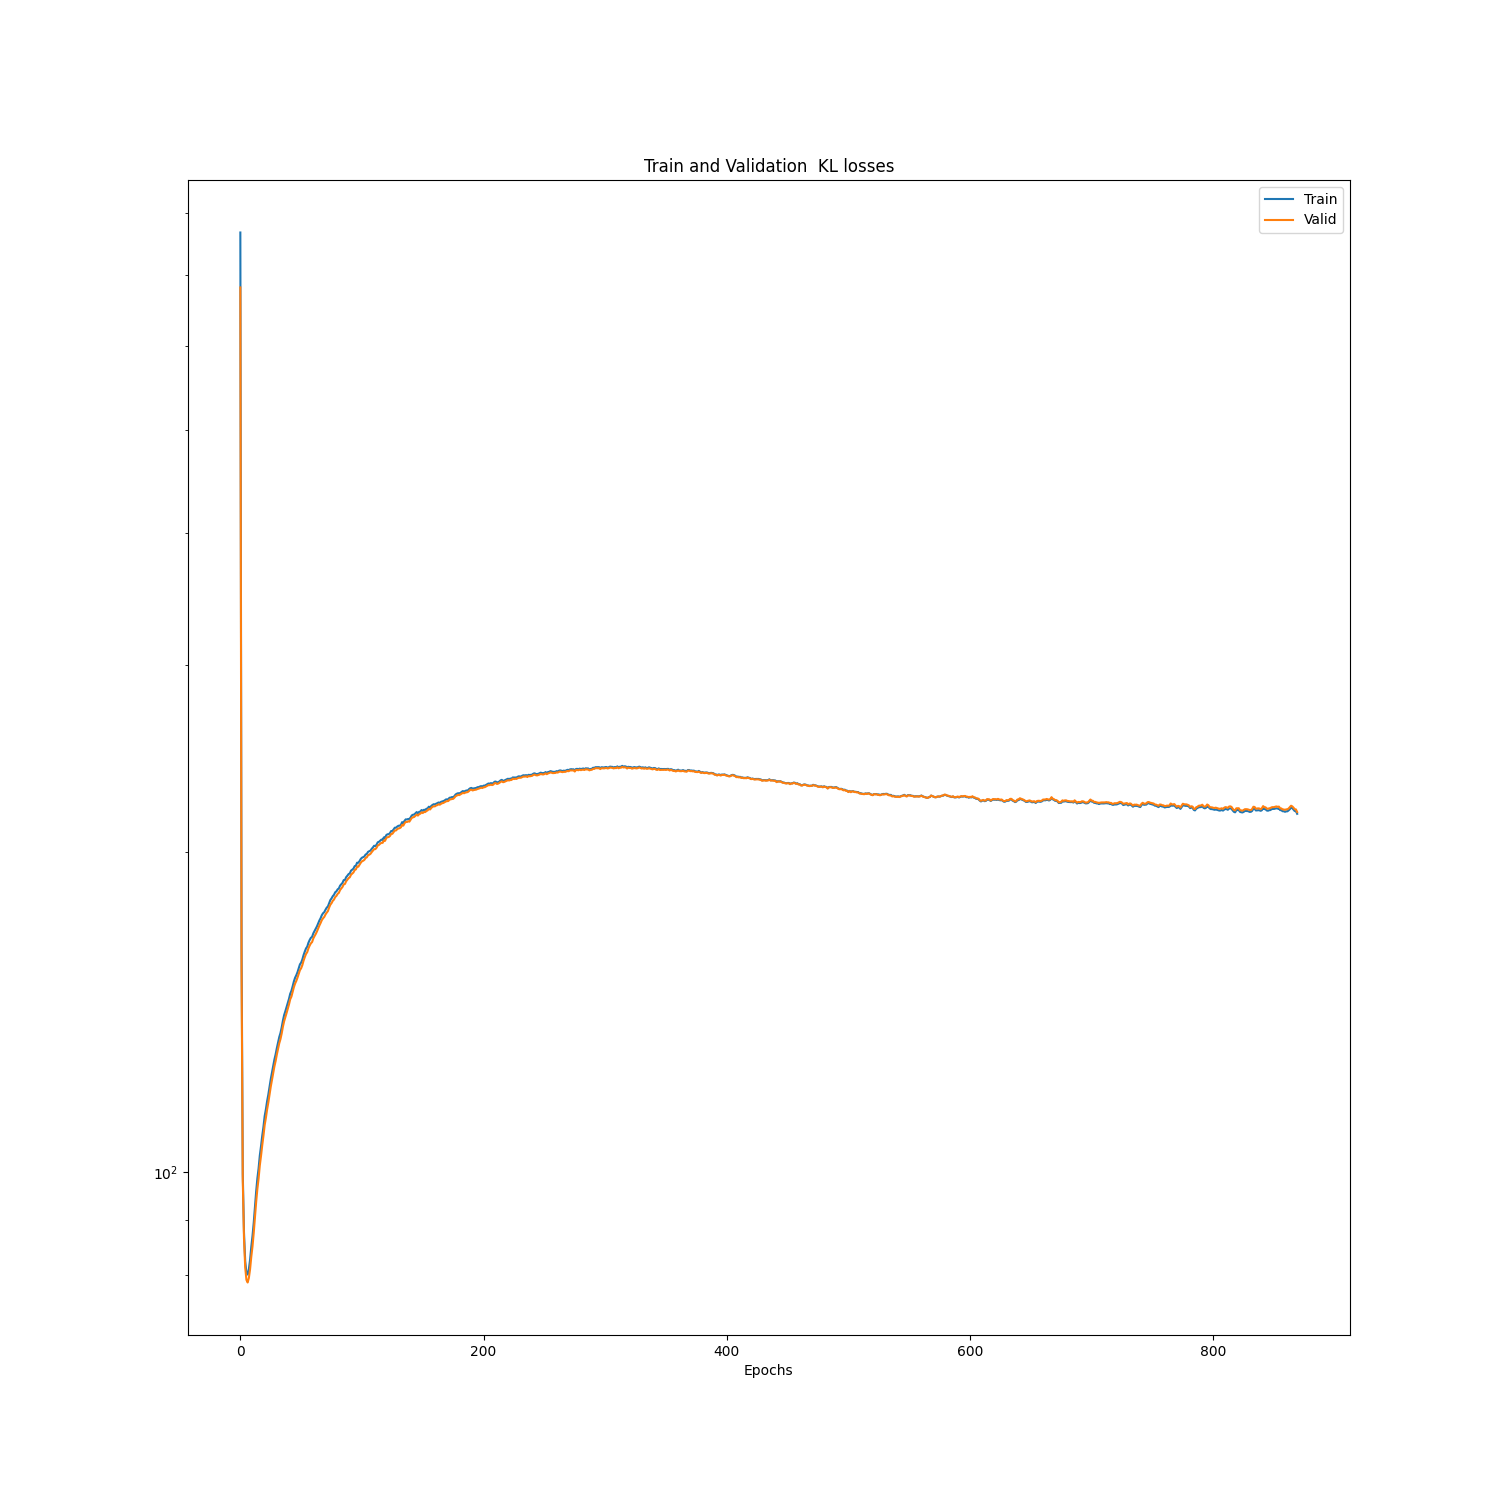 Train and Validation  KL losses
Train
Valid
10²
0 200 400 600 800
Epochs